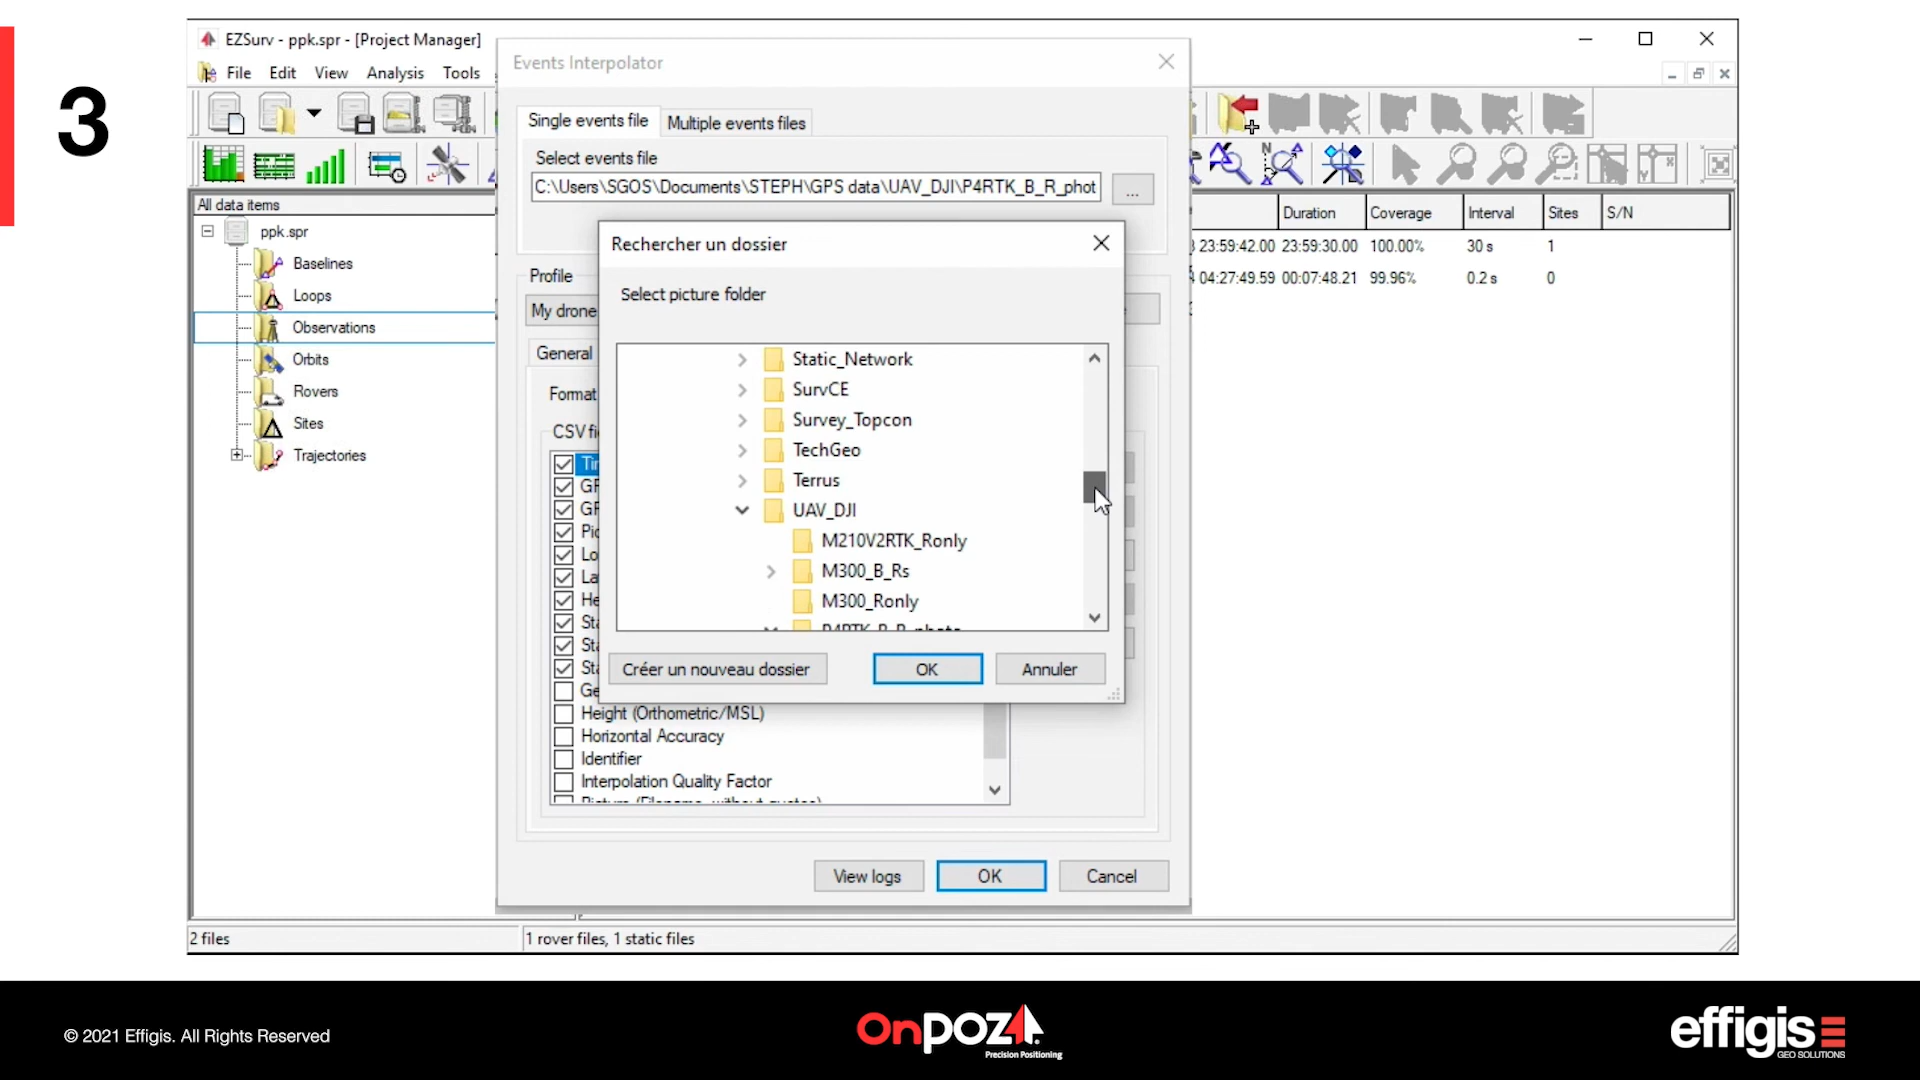 3
EZSurv - ppk.spr - [Project Manager]
File Edit View Analysis Tools
Events Interpolator
Single events file Multiple events files
Select events file
C:\Users\SGOS\Documents\STEPH\GPS data\UAV_DJI\P4RTK_B_R_phot
...
All data items
ppk.spr
Baselines
Loops
Observations
Orbits
Rovers
Sites
Trajectories
Duration Coverage Interval Sites S/N
23:59:42.00 23:59:30.00 100.00% 30 s 1
04:27:49.59 00:07:48.21 99.96% 0.2 s 0
Profile
My drone
General
Format
Rechercher un dossier
Select picture folder
Static_Network
SurvCE
Survey_Topcon
TechGeo
Terrus
UAV_DJI
M210V2RTK_Ronly
M300_B_Rs
M300_Ronly
P4RTK_B_R_photo
Créer un nouveau dossier OK Annuler
Height (Orthometric/MSL)
Horizontal Accuracy
Identifier
Interpolation Quality Factor
Picture (Filename, without quotes)
View logs OK Cancel
2 files
1 rover files, 1 static files
© 2021 Effigis. All Rights Reserved
Onpoz
Precision Positioning
effigis
GEO SOLUTIONS